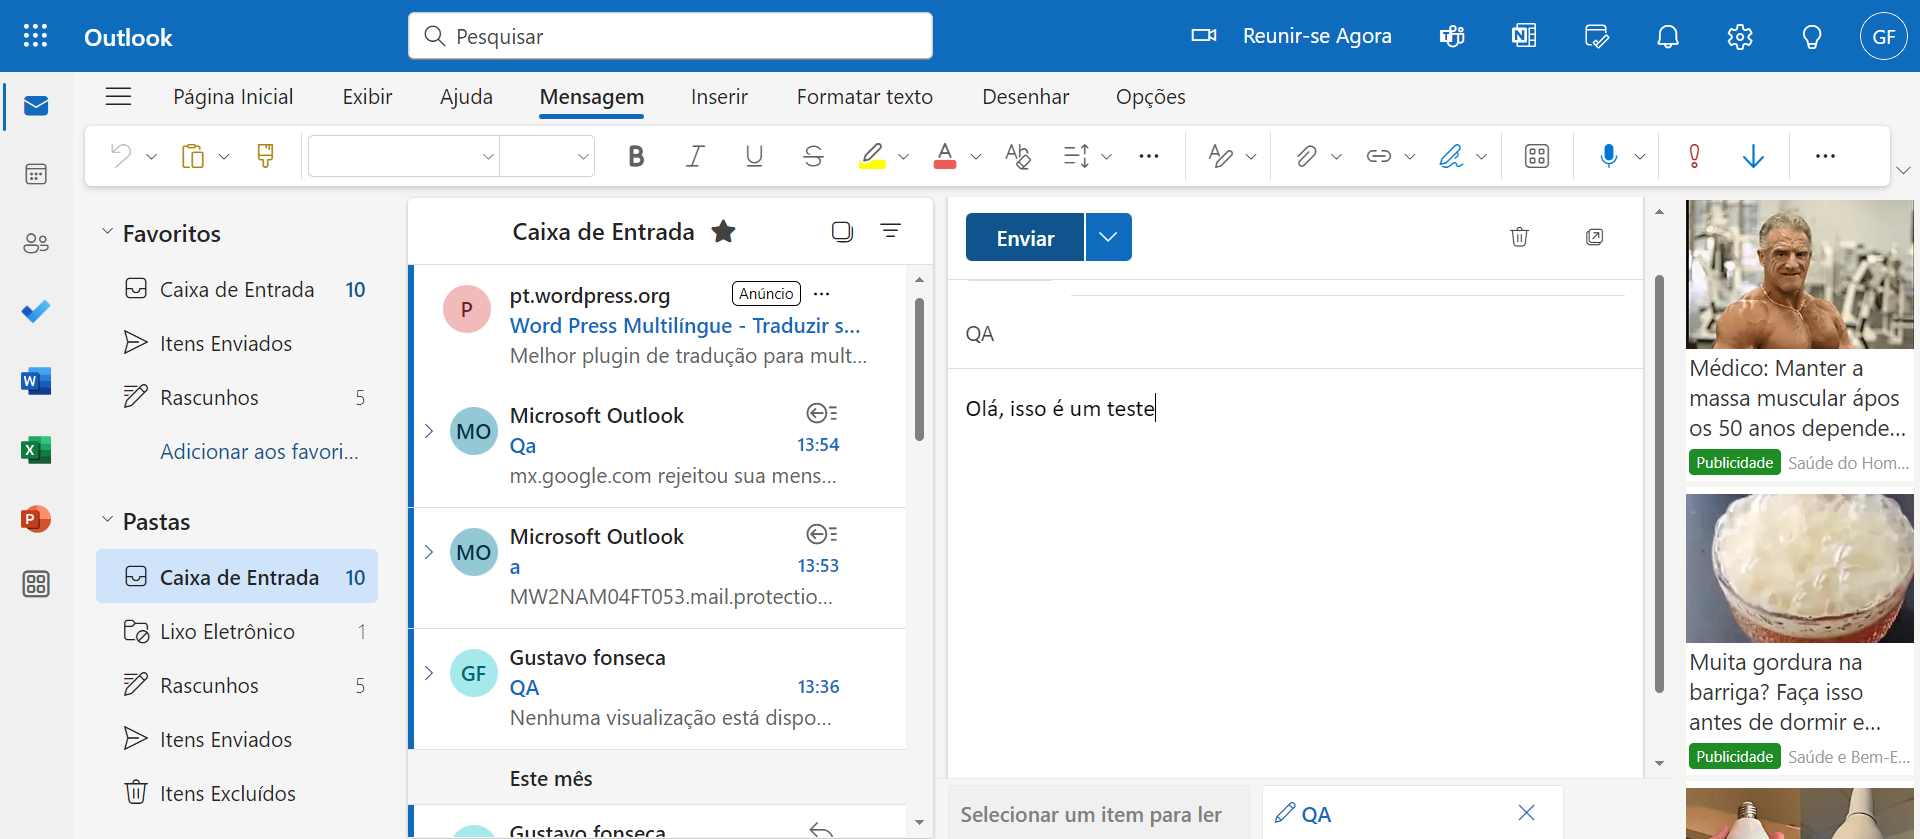 Outlook
Pesquisar
Reunir-se Agora
GF
Página Inicial
Exibir
Ajuda
Mensagem
Inserir
Formatar texto
Desenhar
Opções
Favoritos
Caixa de Entrada 10
Itens Enviados
Rascunhos 5
Adicionar aos favori...
Pastas
Caixa de Entrada 10
Lixo Eletrônico 1
Rascunhos 5
Itens Enviados
Itens Excluídos
Caixa de Entrada
P
pt.wordpress.org
Anúncio
Word Press Multilíngue - Traduzir s...
Melhor plugin de tradução para mult...
MO
Microsoft Outlook
Qa 13:54
mx.google.com rejeitou sua mens...
MO
Microsoft Outlook
a 13:53
MW2NAM04FT053.mail.protectio...
GF
Gustavo fonseca
QA 13:36
Nenhuma visualização está dispo...
Este mês
Gustavo fonseca
Enviar
QA
Olá, isso é um teste
Selecionar um item para ler
QA
Médico: Manter a
massa muscular ápos
os 50 anos depende...
Publicidade Saúde do Hom...
Muita gordura na
barriga? Faça isso
antes de dormir e...
Publicidade Saúde e Bem-E...